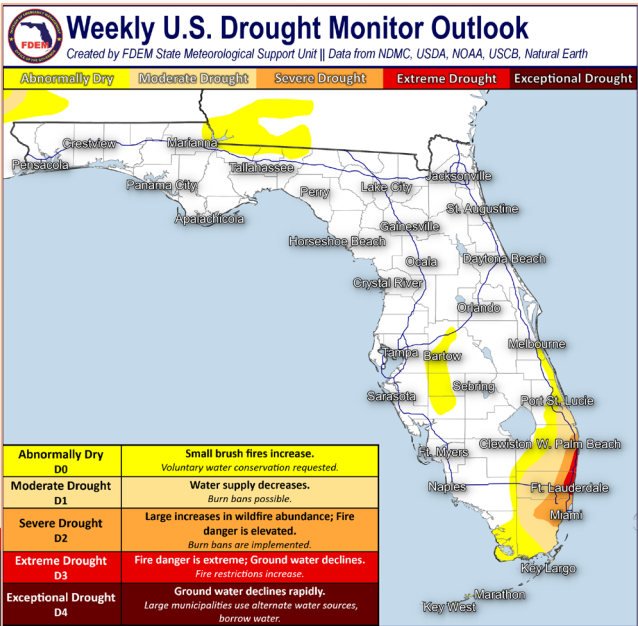 Weekly U.S. Drought Monitor Outlook
FDEM
Created by FDEM State Meteorological Support Unit || Data from NDMC, USDA, NOAA, USCB, Natural Earth
Abnormally Dry Moderate Drought Severe Drought Extreme Drought Exceptional Drought
Crestview Marianna
Pensacola
Tallahassee
Jacksonville
Panama City
Perry
Lake City
Apalachicola
St. Augustine
Gainesville
Horseshoe Beach
Ocala
Daytona Beach
Crystal River
Orlando
Melbourne
Tampa
Bartow
Sebring
Sarasota
Port St. Lucie
Clewiston W. Palm Beach
Ft. Myers
Naples
Ft. Lauderdale
Miami
Key Largo
Marathon
Key West
Abnormally Dry
D0
Small brush fires increase.
Voluntary water conservation requested.
Moderate Drought
D1
Water supply decreases.
Burn bans possible.
Severe Drought
D2
Large increases in wildfire abundance; Fire
danger is elevated.
Burn bans are implemented.
Extreme Drought
D3
Fire danger is extreme; Ground water declines.
Fire restrictions increase.
Exceptional Drought
D4
Ground water declines rapidly.
Large municipalities use alternate water sources,
borrow water.